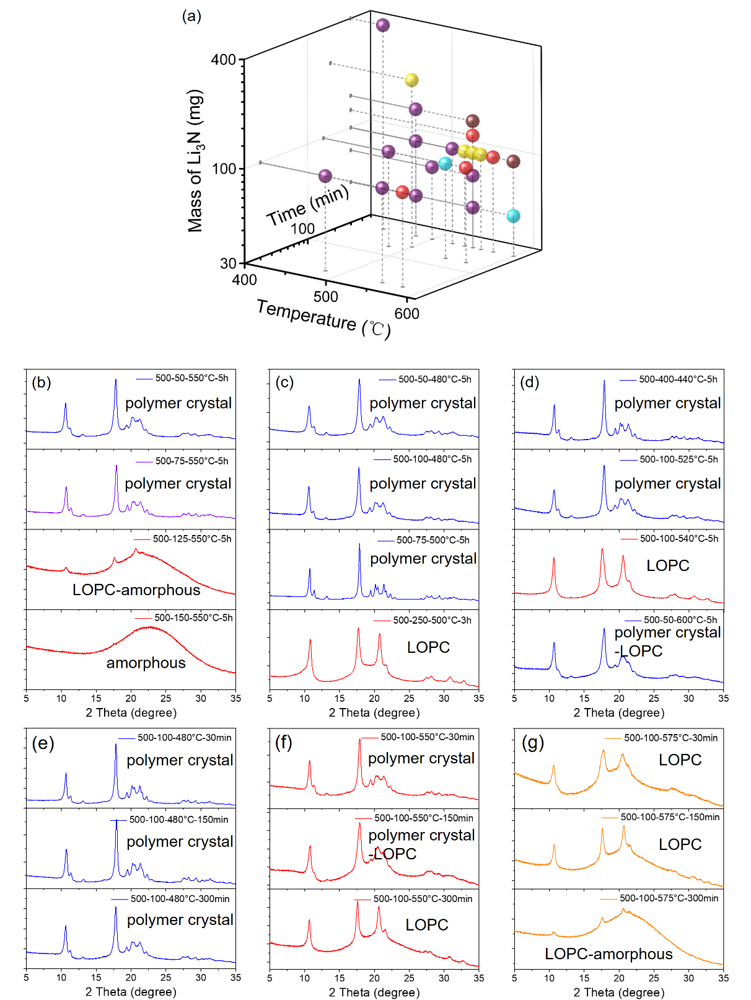 (a)
400
100
30
Mass of Li3N (mg)
Time (min)
100
400
500
600
Temperature (℃)
(b)
500-50-550°C-5h
polymer crystal
500-75-550°C-5h
polymer crystal
500-125-550°C-5h
LOPC-amorphous
500-150-550°C-5h
amorphous
5 10 15 20 25 30 35
2 Theta (degree)
(c)
500-50-480°C-5h
polymer crystal
500-100-480°C-5h
polymer crystal
500-75-500°C-5h
polymer crystal
500-250-500°C-3h
LOPC
5 10 15 20 25 30 35
2 Theta (degree)
(d)
500-400-440°C-5h
polymer crystal
500-100-525°C-5h
polymer crystal
500-100-540°C-5h
LOPC
500-50-600°C-5h
polymer crystal
-LOPC
5 10 15 20 25 30 35
2 Theta (degree)
(e)
500-100-480°C-30min
polymer crystal
500-100-480°C-150min
polymer crystal
500-100-480°C-300min
polymer crystal
5 10 15 20 25 30 35
2 Theta (degree)
(f)
500-100-550°C-30min
polymer crystal
500-100-550°C-150min
polymer crystal
-LOPC
500-100-550°C-300min
LOPC
5 10 15 20 25 30 35
2 Theta (degree)
(g)
500-100-575°C-30min
LOPC
500-100-575°C-150min
LOPC
500-100-575°C-300min
LOPC-amorphous
5 10 15 20 25 30 35
2 Theta (degree)